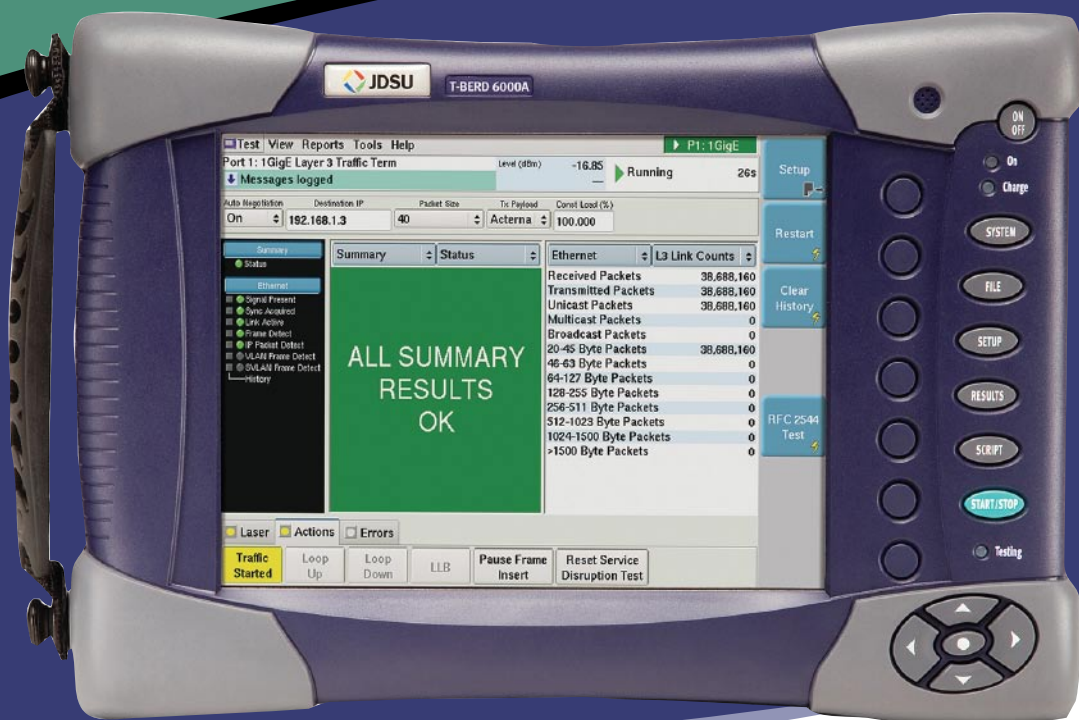 JDSU
T-BERD 6000A
ON
OFF
On
Charge
SYSTEM
FILE
SETUP
RESULTS
SCRIPT
START/STOP
Testing
Test View Reports Tools Help
P1: 1GigE
Port 1: 1GigE Layer 3 Traffic Term
Level (dBm) -16.85
Running 26s
Messages logged
Auto Negotiation Destination IP Packet Size Tx Payload Const Load (%)
On 192.168.1.3 40 Acterna 100.000
Summary
Status
Ethernet
Signal Present
Sync Acquired
Link Active
Frame Detect
IP Packet Detect
VLAN Frame Detect
SVLAN Frame Detect
History
Summary Status
ALL SUMMARY
RESULTS
OK
Ethernet L3 Link Counts
Received Packets 38,688,160
Transmitted Packets 38,688,160
Unicast Packets 38,688,160
Multicast Packets 0
Broadcast Packets 0
20-45 Byte Packets 38,688,160
46-63 Byte Packets 0
64-127 Byte Packets 0
128-255 Byte Packets 0
256-511 Byte Packets 0
512-1023 Byte Packets 0
1024-1500 Byte Packets 0
>1500 Byte Packets 0
Setup
Restart
Clear
History
RFC 2544
Test
Laser Actions Errors
Traffic
Started
Loop
Up
Loop
Down
LLB
Pause Frame
Insert
Reset Service
Disruption Test